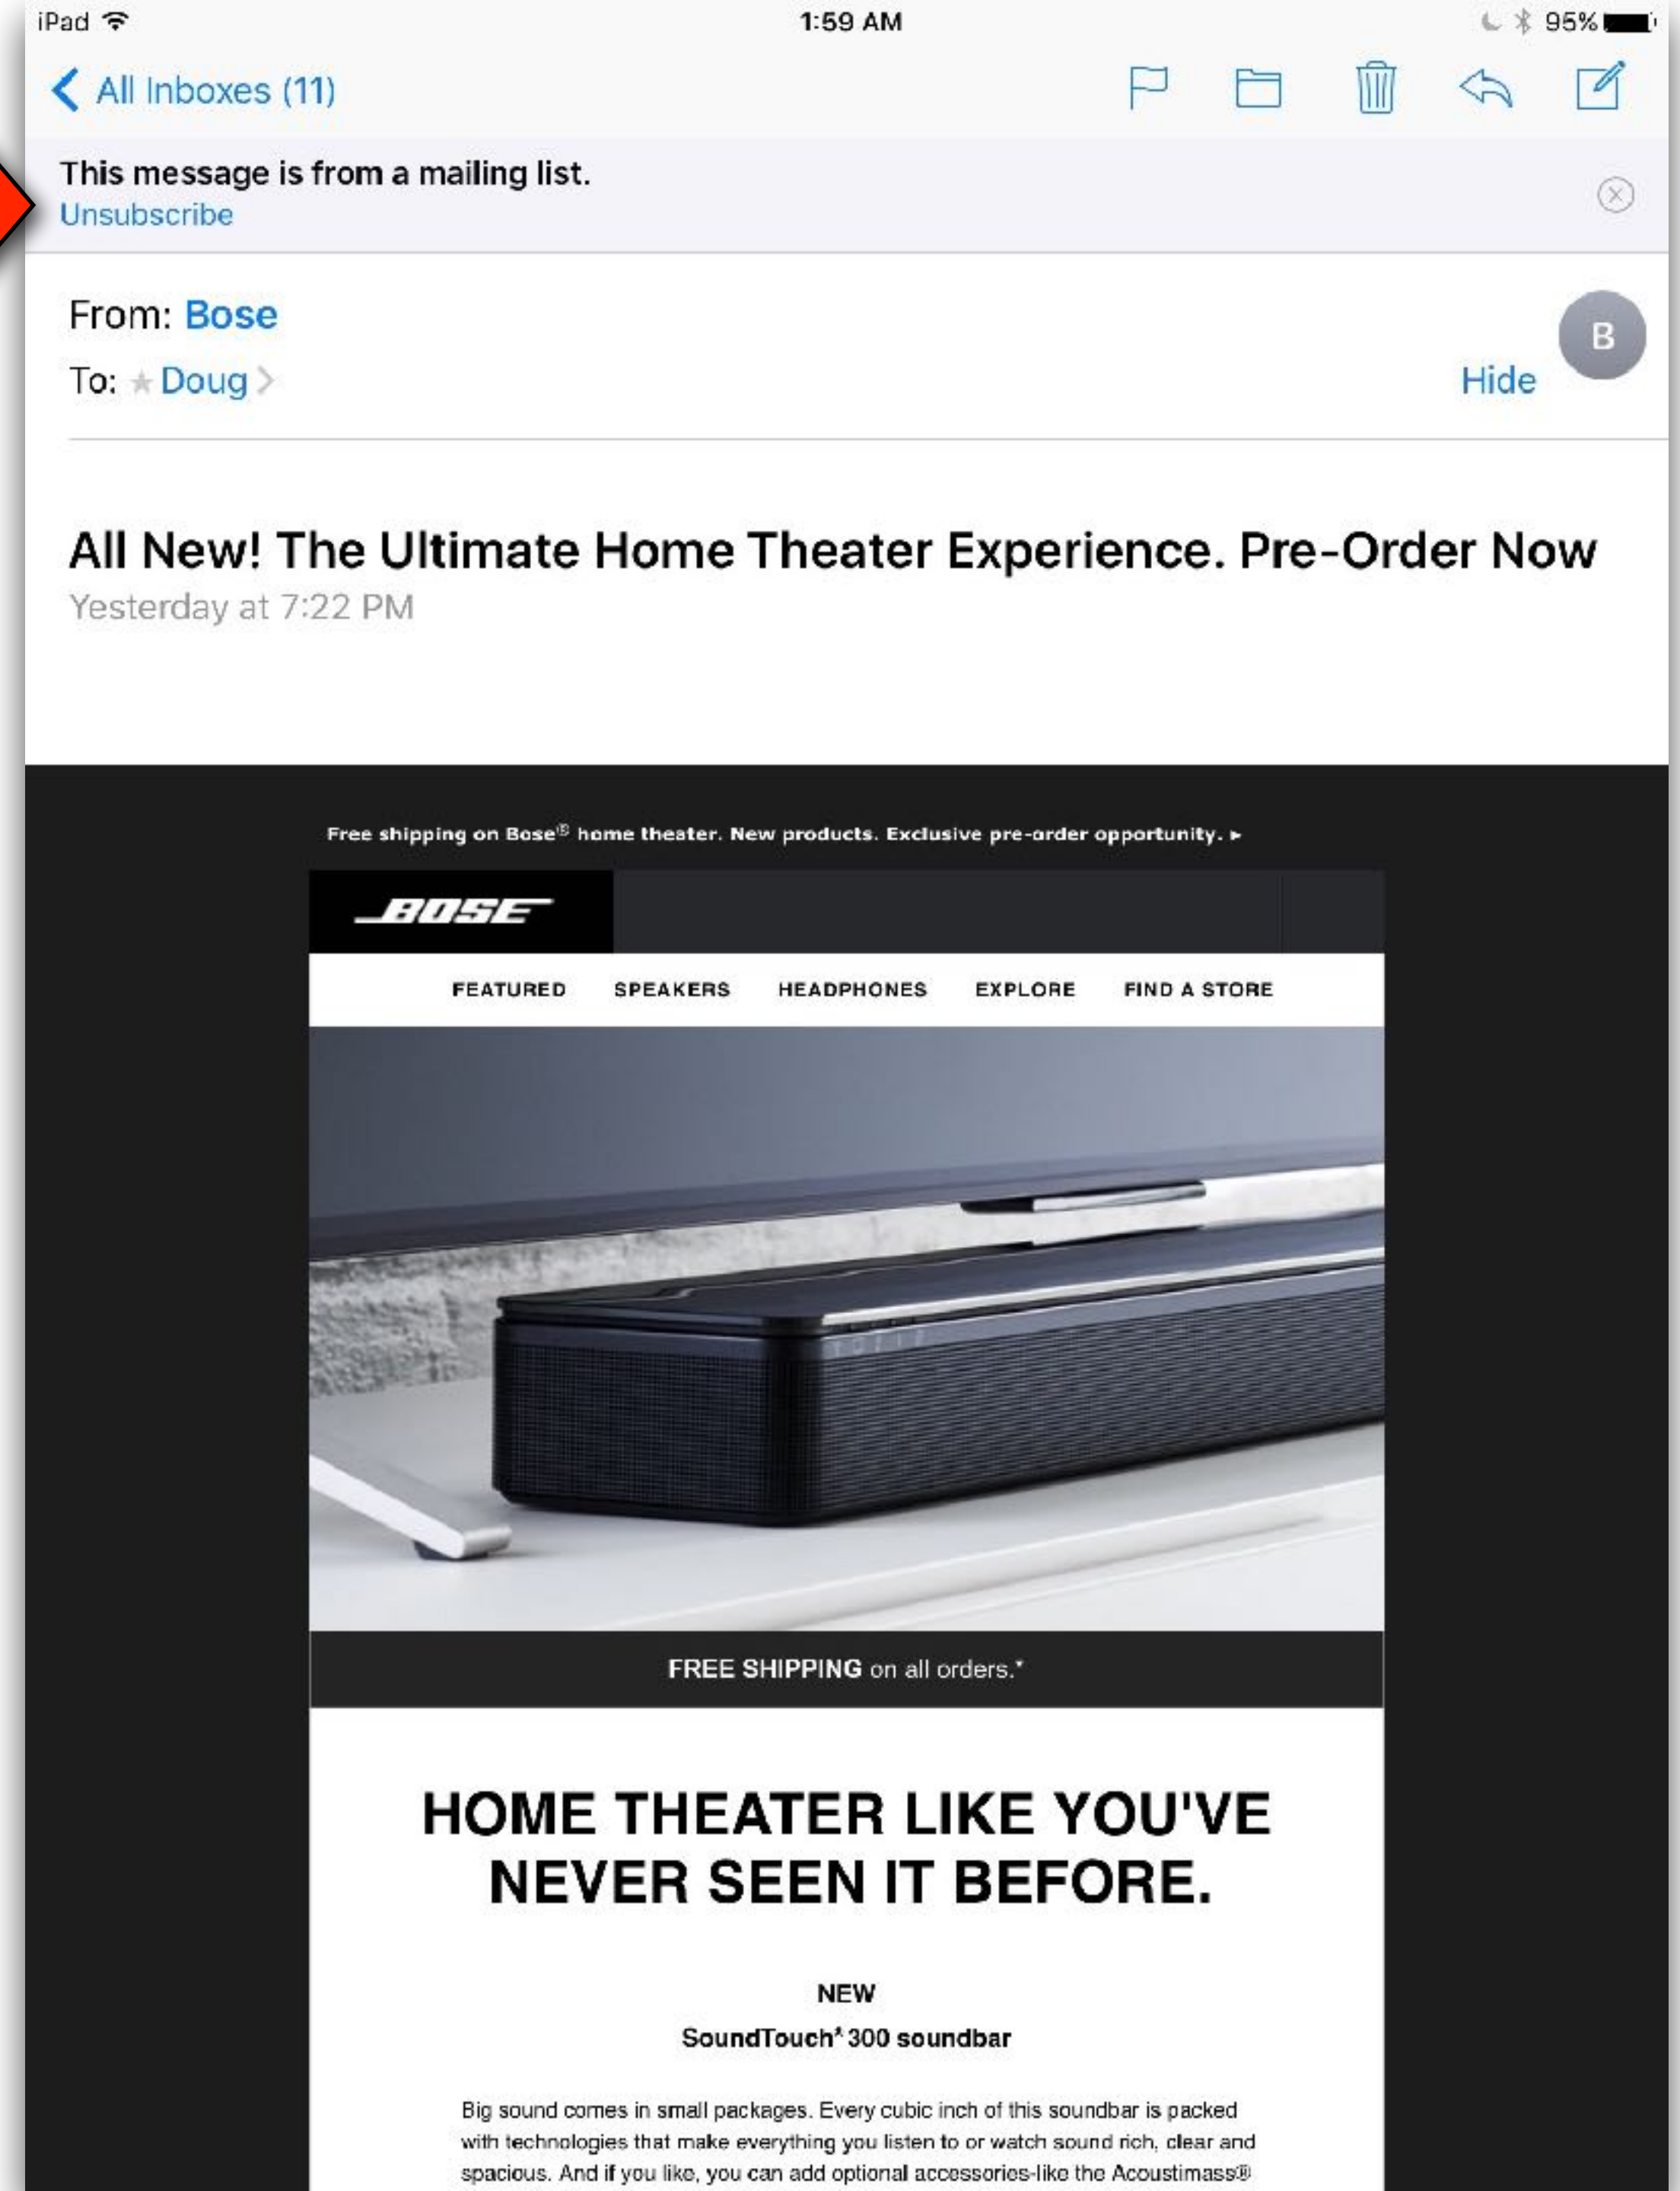 iPad 1:59 AM 95%
All Inboxes (11)
This message is from a mailing list.
Unsubscribe
From: Bose
B
To: Doug
Hide
All New! The Ultimate Home Theater Experience. Pre-Order Now
Yesterday at 7:22 PM
Free shipping on Bose® home theater. New products. Exclusive pre-order opportunity. ▸
BOSE
FEATURED SPEAKERS HEADPHONES EXPLORE FIND A STORE
FREE SHIPPING on all orders.*
HOME THEATER LIKE YOU'VE
NEVER SEEN IT BEFORE.
NEW
SoundTouch® 300 soundbar
Big sound comes in small packages. Every cubic inch of this soundbar is packed
with technologies that make everything you listen to or watch sound rich, clear and
spacious. And if you like, you can add optional accessories-like the Acoustimass®